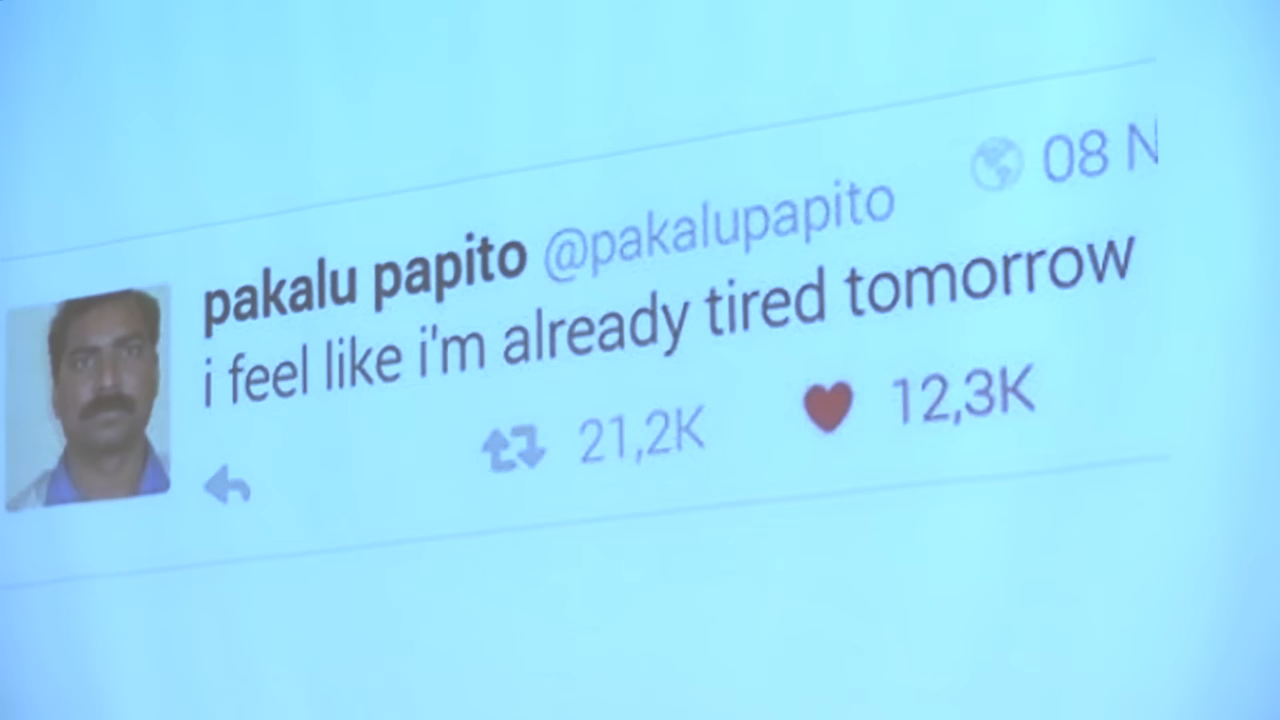 pakalu papito @pakalupapito 08 N
i feel like i'm already tired tomorrow
21,2K 12,3K